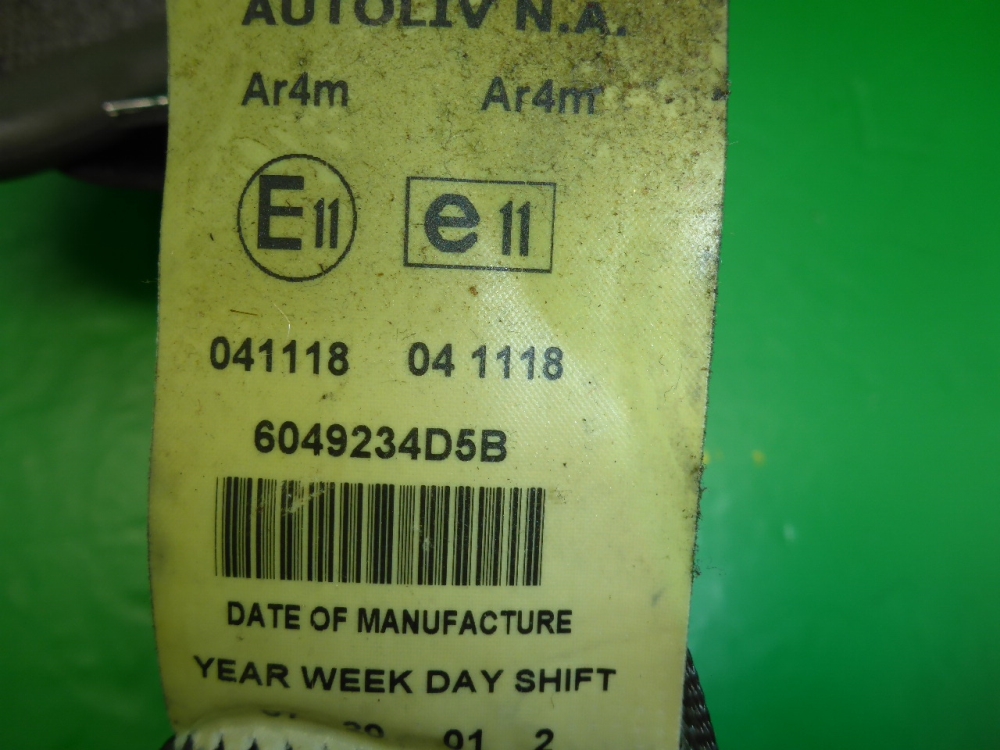 AUTOLIV N.A.
Ar4m Ar4m
E11 e11
041118 04 1118
6049234D5B
DATE OF MANUFACTURE
YEAR WEEK DAY SHIFT
01 2